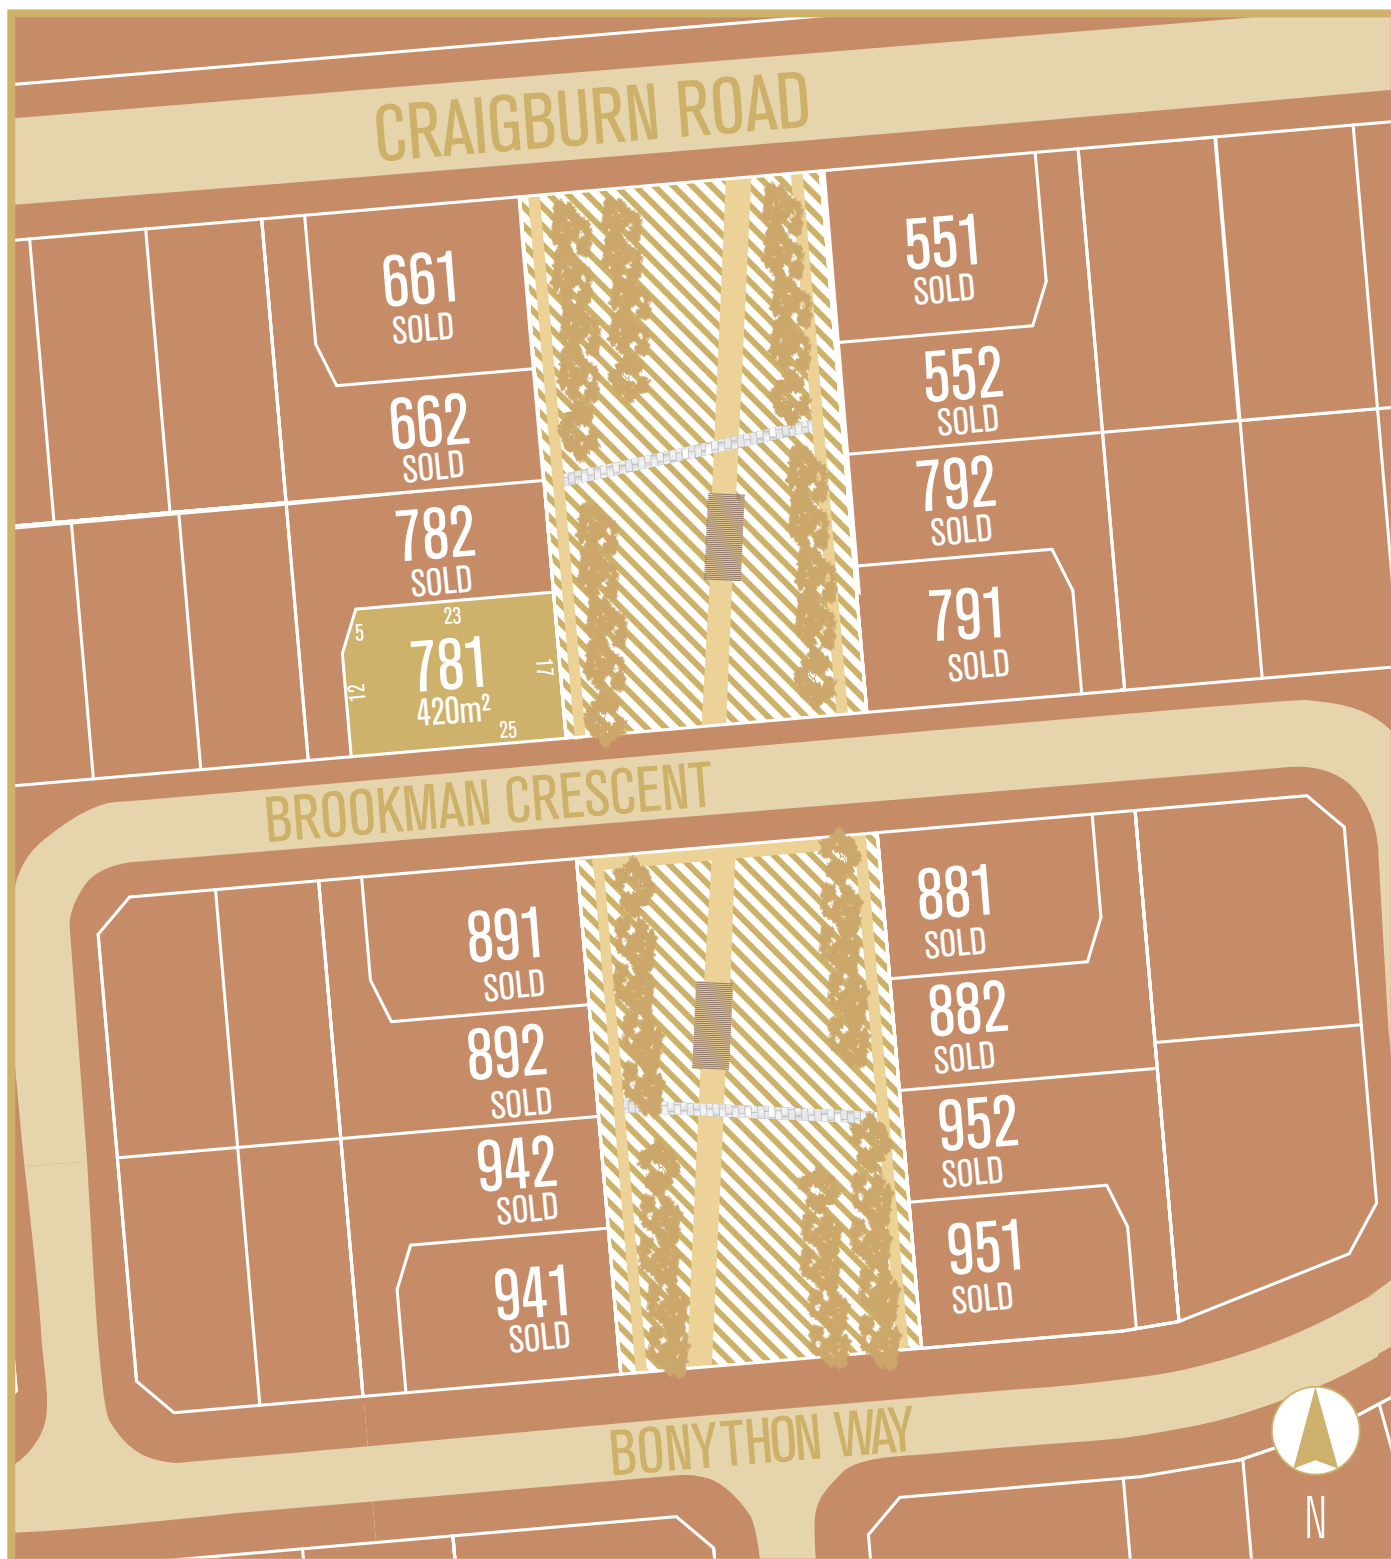 CRAIGBURN ROAD
661
SOLD
551
SOLD
662
SOLD
552
SOLD
782
SOLD
792
SOLD
23
5
781
420m²
12
17
25
791
SOLD
BROOKMAN CRESCENT
891
SOLD
881
SOLD
892
SOLD
882
SOLD
942
SOLD
952
SOLD
941
SOLD
951
SOLD
BONYTHON WAY
N